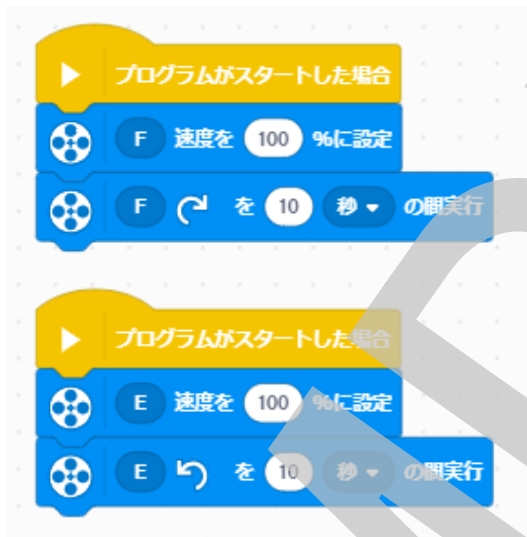 プログラムがスタートした場合
F 速度を 100 %に設定
F を 10 秒 の間実行
プログラムがスタートした場合
E 速度を 100 %に設定
E を 10 秒 の間実行